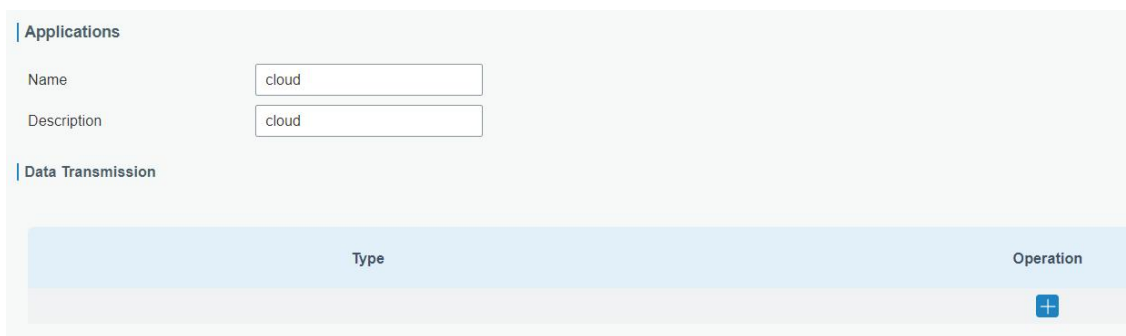 Applications
Name cloud
Description cloud
Data Transmission
Type Operation